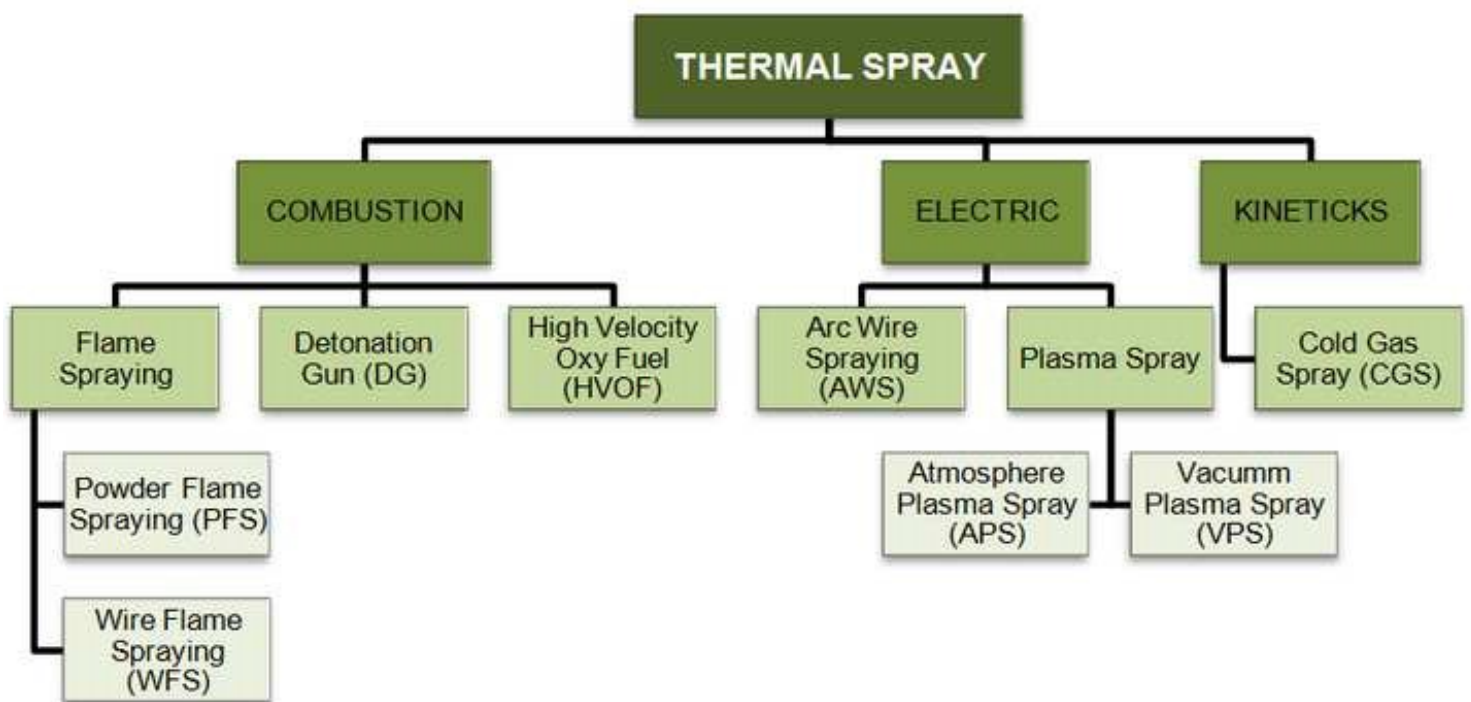 THERMAL SPRAY
COMBUSTION
ELECTRIC
KINETICKS
Flame
Spraying
Detonation
Gun (DG)
High Velocity
Oxy Fuel
(HVOF)
Arc Wire
Spraying
(AWS)
Plasma Spray
Cold Gas
Spray (CGS)
Powder Flame
Spraying (PFS)
Atmosphere
Plasma Spray
(APS)
Vacumm
Plasma Spray
(VPS)
Wire Flame
Spraying
(WFS)